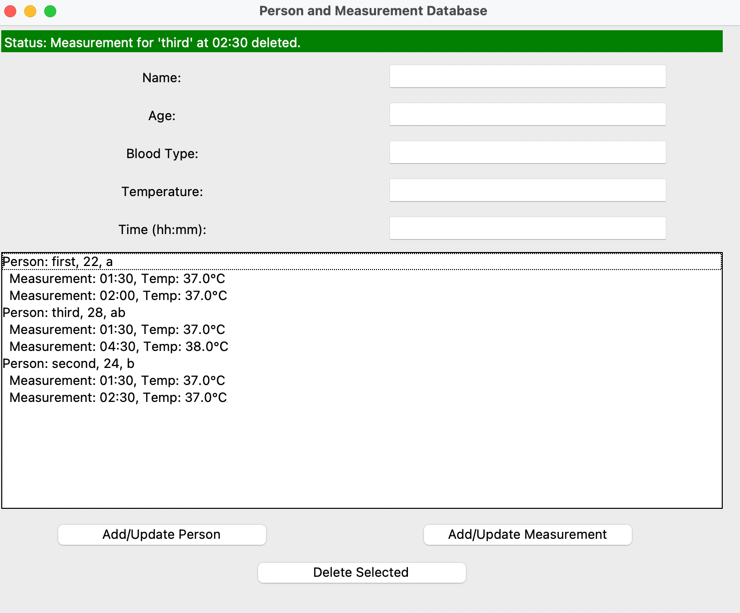 Person and Measurement Database
Status: Measurement for 'third' at 02:30 deleted.
Name:
Age:
Blood Type:
Temperature:
Time (hh:mm):
Person: first, 22, a
Measurement: 01:30, Temp: 37.0°C
Measurement: 02:00, Temp: 37.0°C
Person: third, 28, ab
Measurement: 01:30, Temp: 37.0°C
Measurement: 04:30, Temp: 38.0°C
Person: second, 24, b
Measurement: 01:30, Temp: 37.0°C
Measurement: 02:30, Temp: 37.0°C
Add/Update Person
Add/Update Measurement
Delete Selected